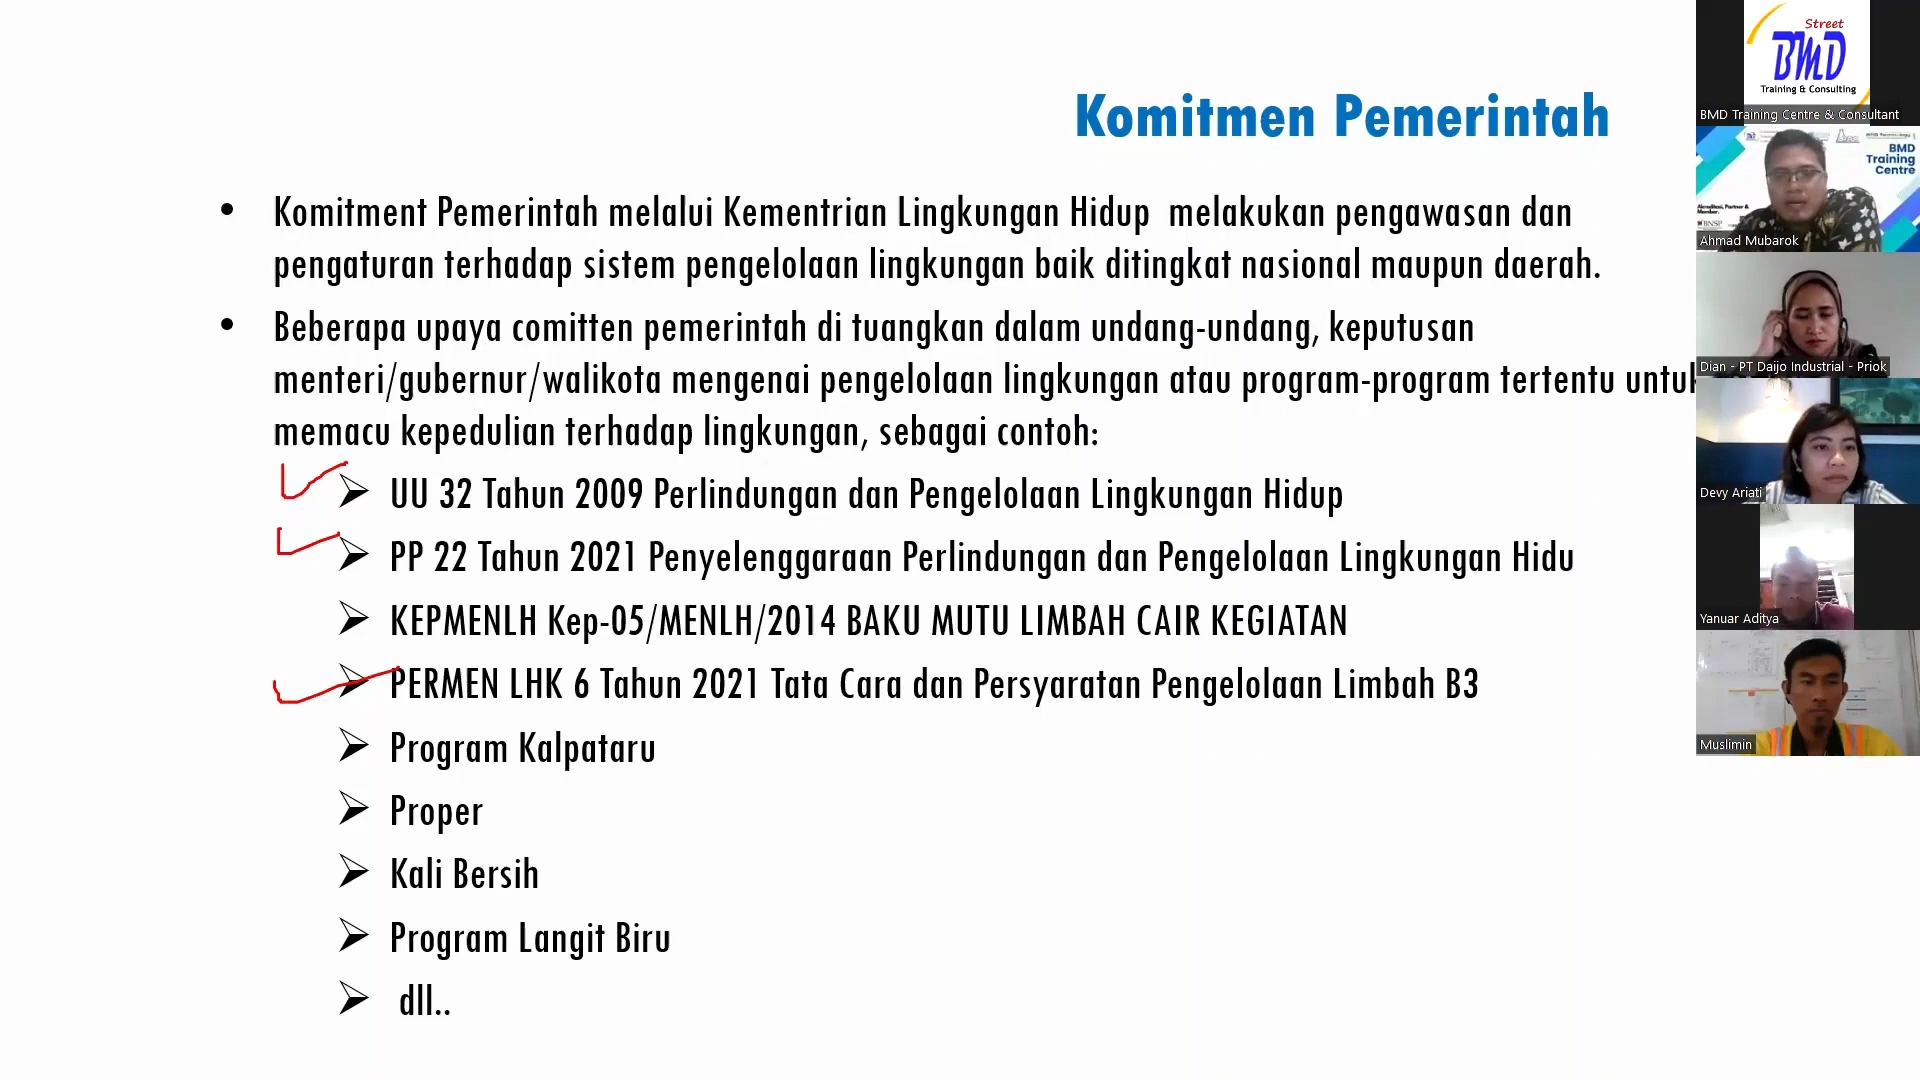 Komitmen Pemerintah
• Komitment Pemerintah melalui Kementrian Lingkungan Hidup melakukan pengawasan dan
pengaturan terhadap sistem pengelolaan lingkungan baik ditingkat nasional maupun daerah.
• Beberapa upaya comitten pemerintah di tuangkan dalam undang-undang, keputusan
menteri/gubernur/walikota mengenai pengelolaan lingkungan atau program-program tertentu untuk
memacu kepedulian terhadap lingkungan, sebagai contoh:
➢ UU 32 Tahun 2009 Perlindungan dan Pengelolaan Lingkungan Hidup
➢ PP 22 Tahun 2021 Penyelenggaraan Perlindungan dan Pengelolaan Lingkungan Hidu
➢ KEPMENLH Kep-05/MENLH/2014 BAKU MUTU LIMBAH CAIR KEGIATAN
➢ PERMEN LHK 6 Tahun 2021 Tata Cara dan Persyaratan Pengelolaan Limbah B3
➢ Program Kalpataru
➢ Proper
➢ Kali Bersih
➢ Program Langit Biru
➢ dll..
Street
BMD
Training & Consulting
BMD Training Centre & Consultant
BMD
Training
Centre
Akreditasi, Partner &
Member.
BNSP
Ahmad Mubarok
Dian - PT Daijo Industrial - Priok
Devy Ariati
Yanuar Aditya
Muslimin